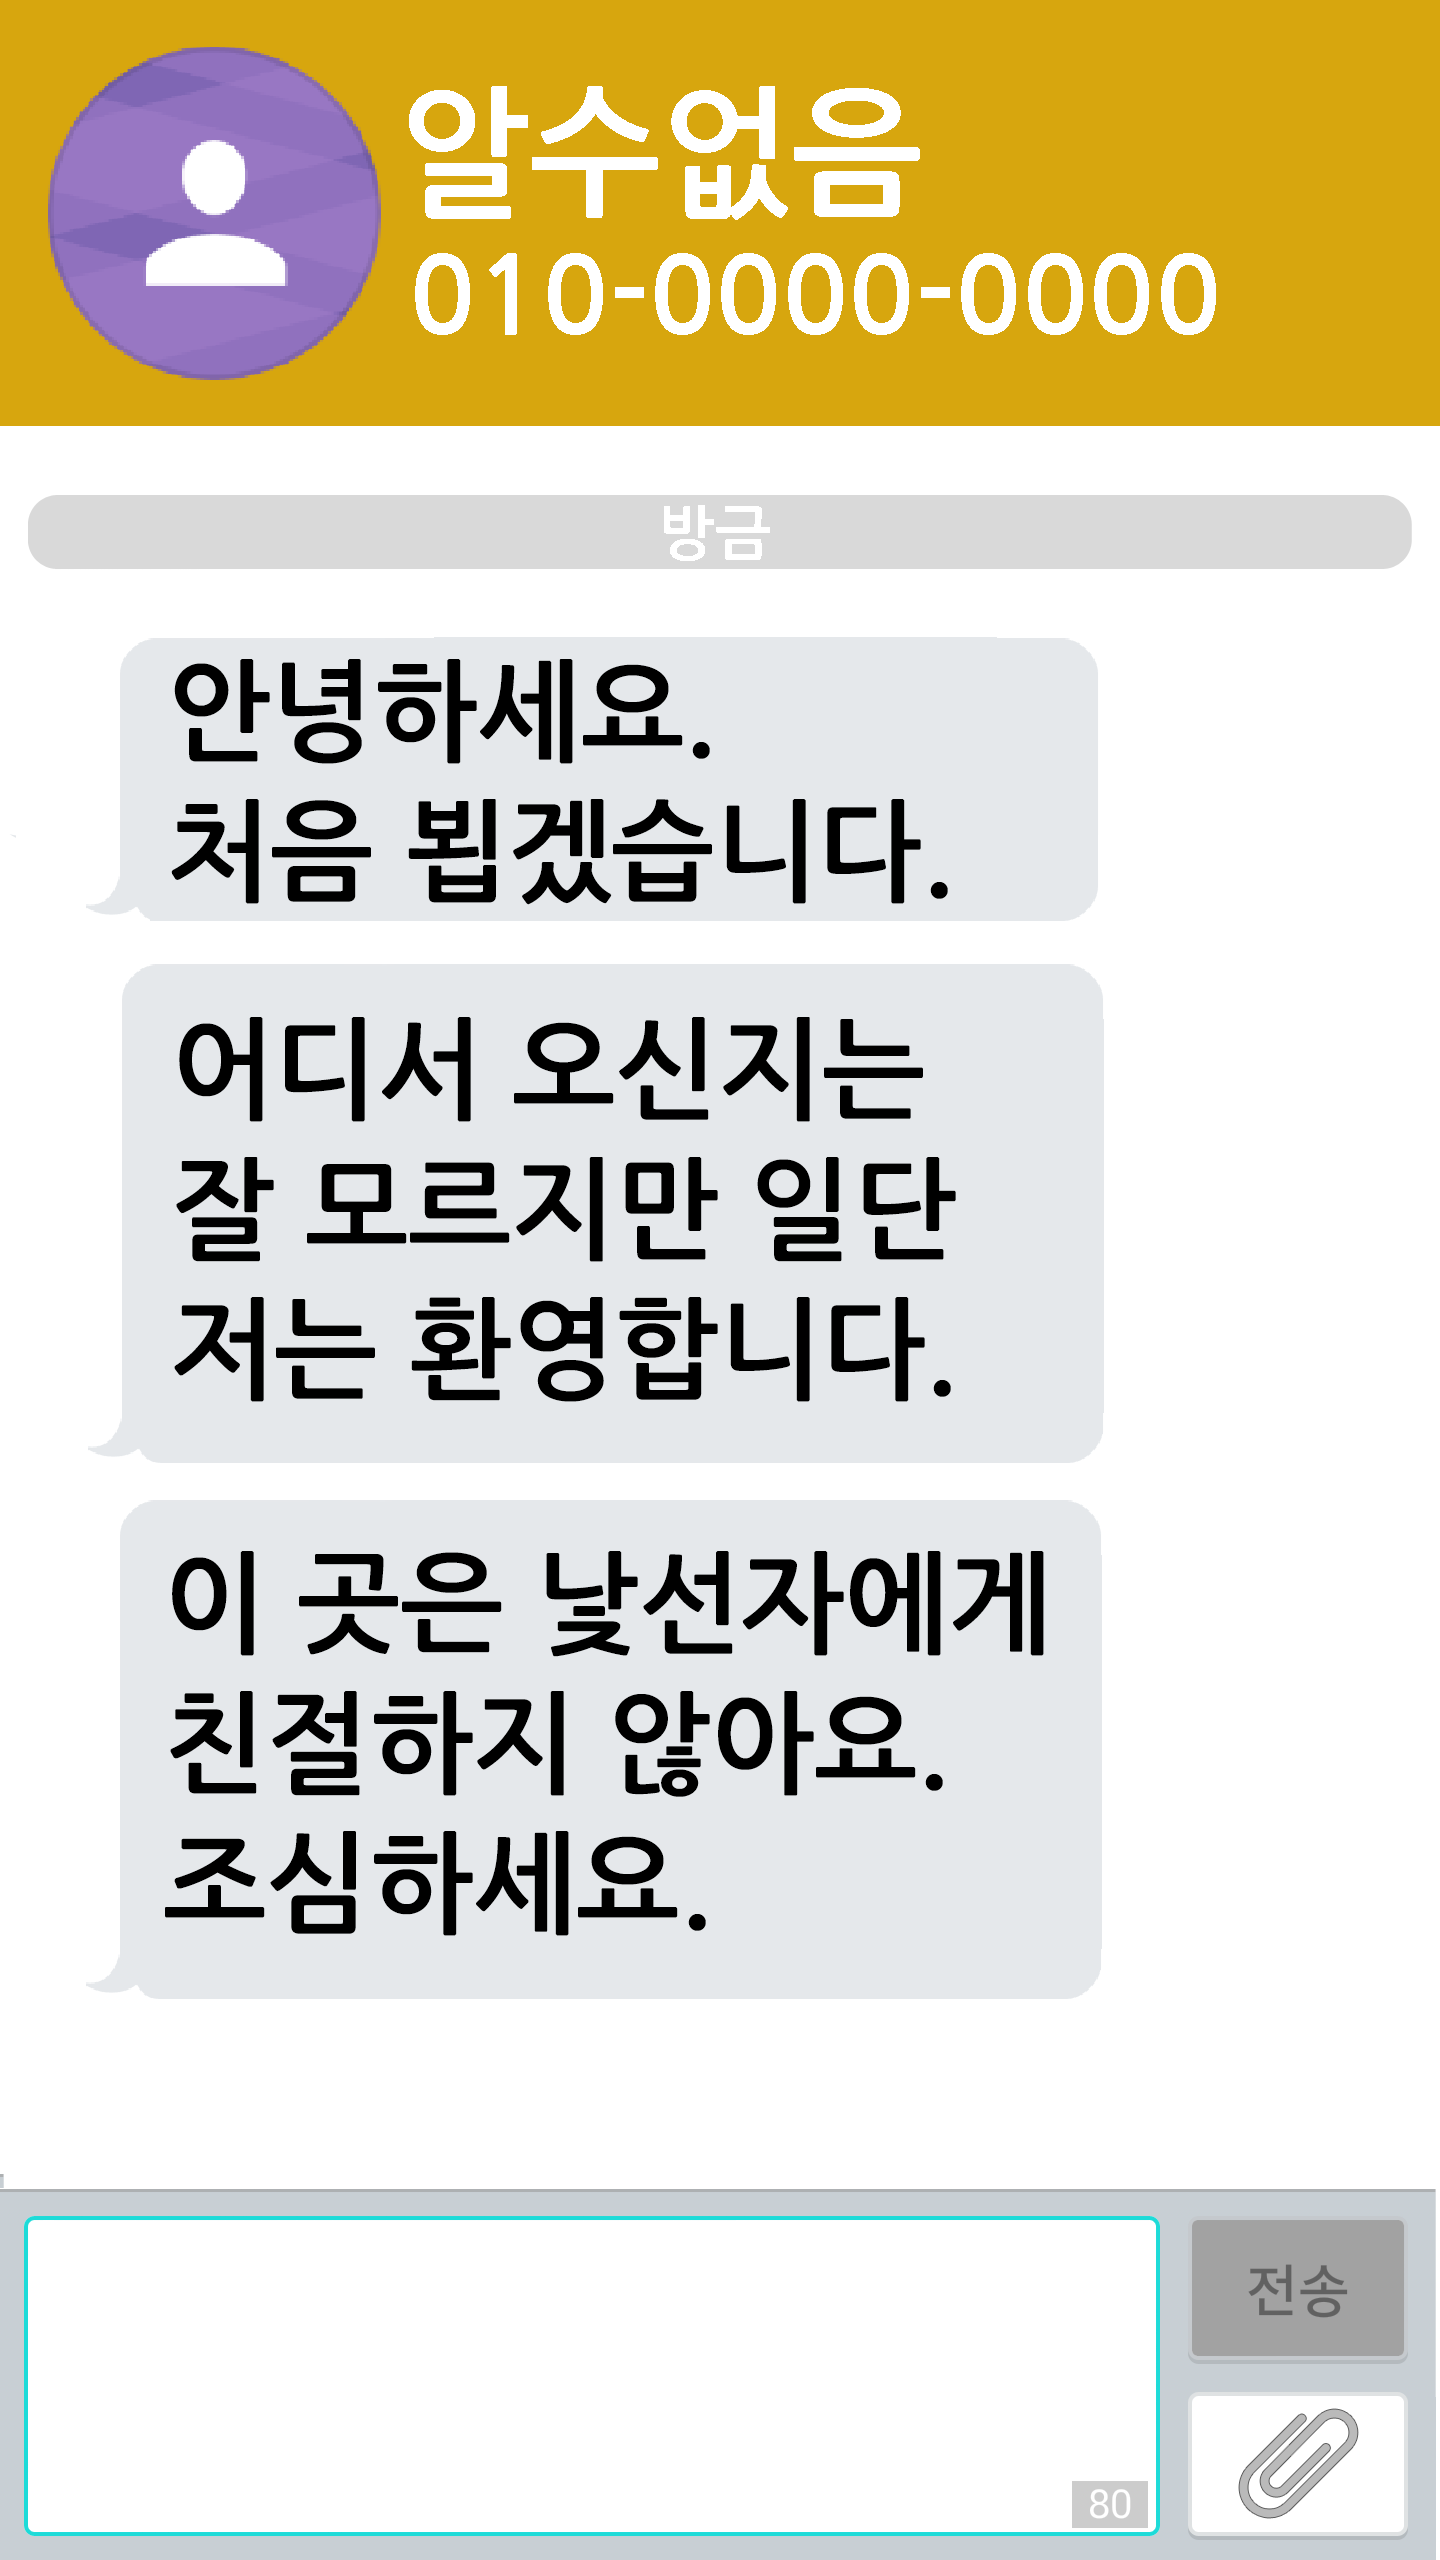 알수없음
010-0000-0000
방금
안녕하세요.
처음 뵙겠습니다.
어디서 오신지는
잘 모르지만 일단
저는 환영합니다.
이 곳은 낯선자에게
친절하지 않아요.
조심하세요.
전송
80